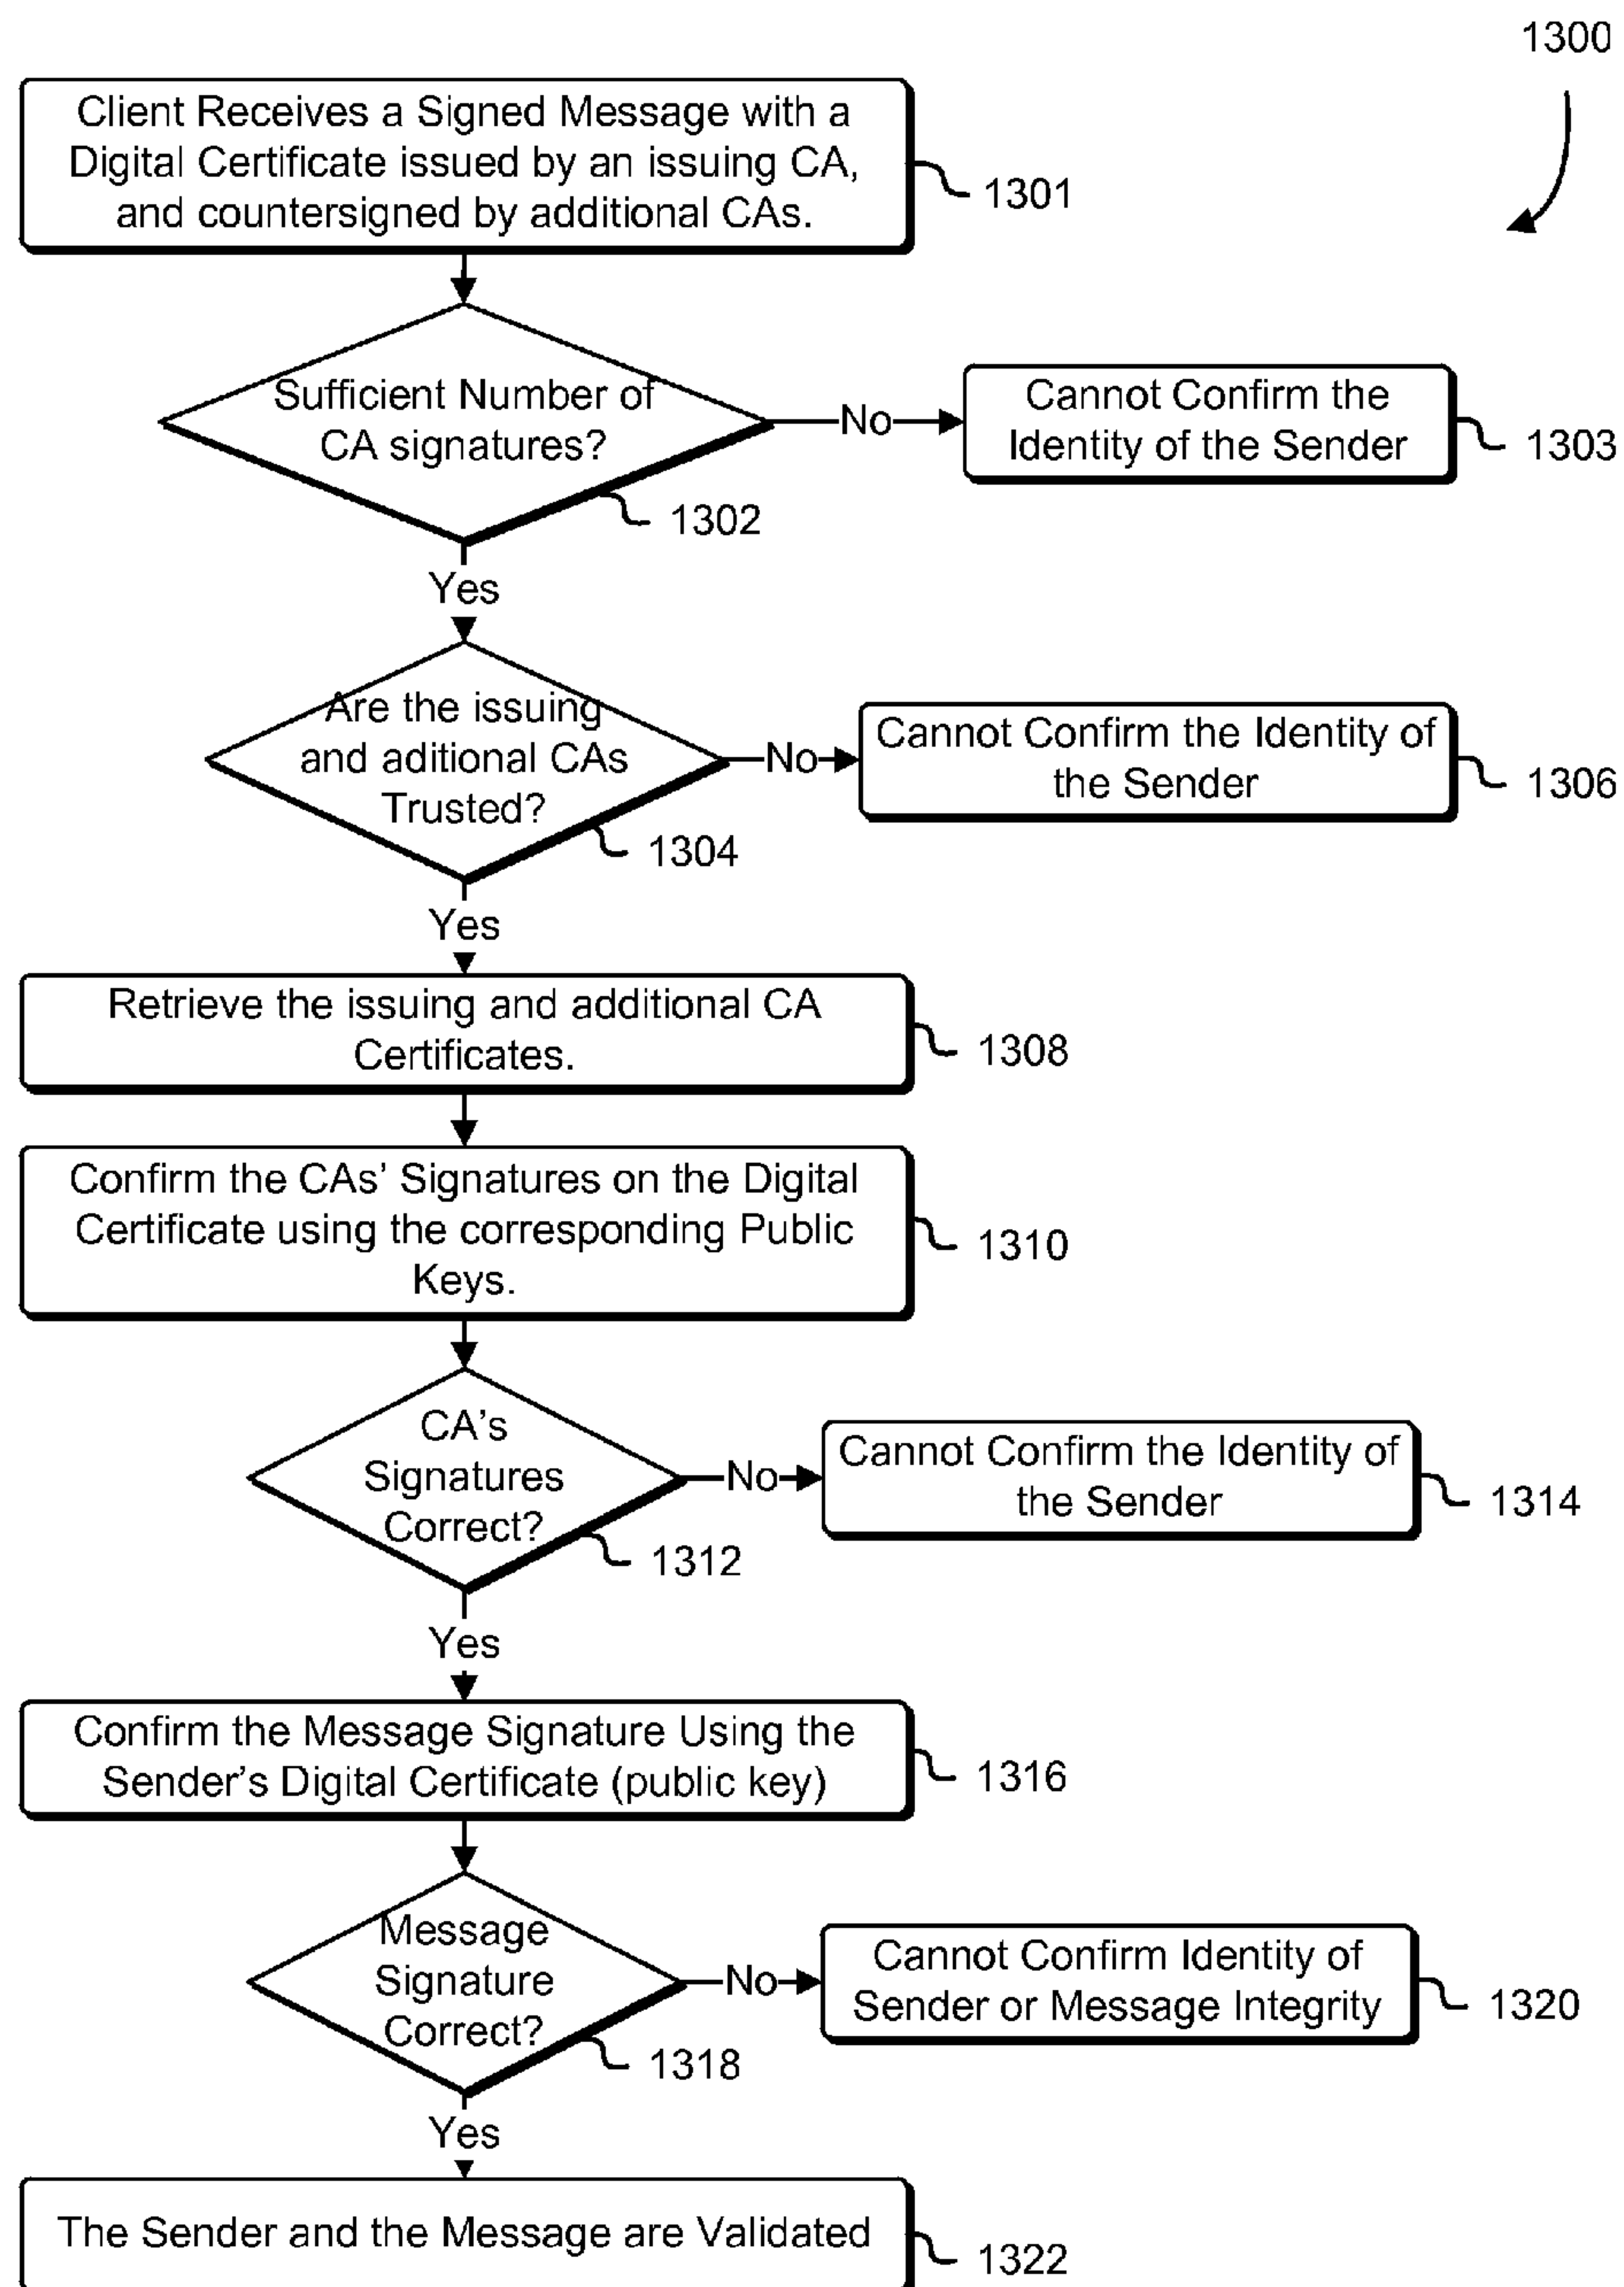 1300
Client Receives a Signed Message with a
Digital Certificate issued by an issuing CA,
and countersigned by additional CAs.
1301
Sufficient Number of
CA signatures?
1302
No
Cannot Confirm the
Identity of the Sender
1303
Yes
Are the issuing
and aditional CAs
Trusted?
1304
No
Cannot Confirm the Identity of
the Sender
1306
Yes
Retrieve the issuing and additional CA
Certificates.
1308
Confirm the CAs’ Signatures on the Digital
Certificate using the corresponding Public
Keys.
1310
CA’s
Signatures
Correct?
1312
No
Cannot Confirm the Identity of
the Sender
1314
Yes
Confirm the Message Signature Using the
Sender’s Digital Certificate (public key)
1316
Message
Signature
Correct?
1318
No
Cannot Confirm Identity of
Sender or Message Integrity
1320
Yes
The Sender and the Message are Validated
1322